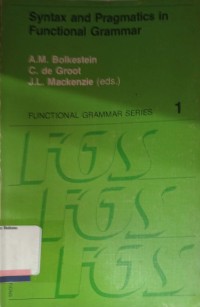 Syntax and Pragmatics in
Functional Grammar
A.M. Bolkestein
C. de Groot
J.L. Mackenzie (eds.)
FUNCTIONAL GRAMMAR SERIES 1
FGS
FGS
FGS